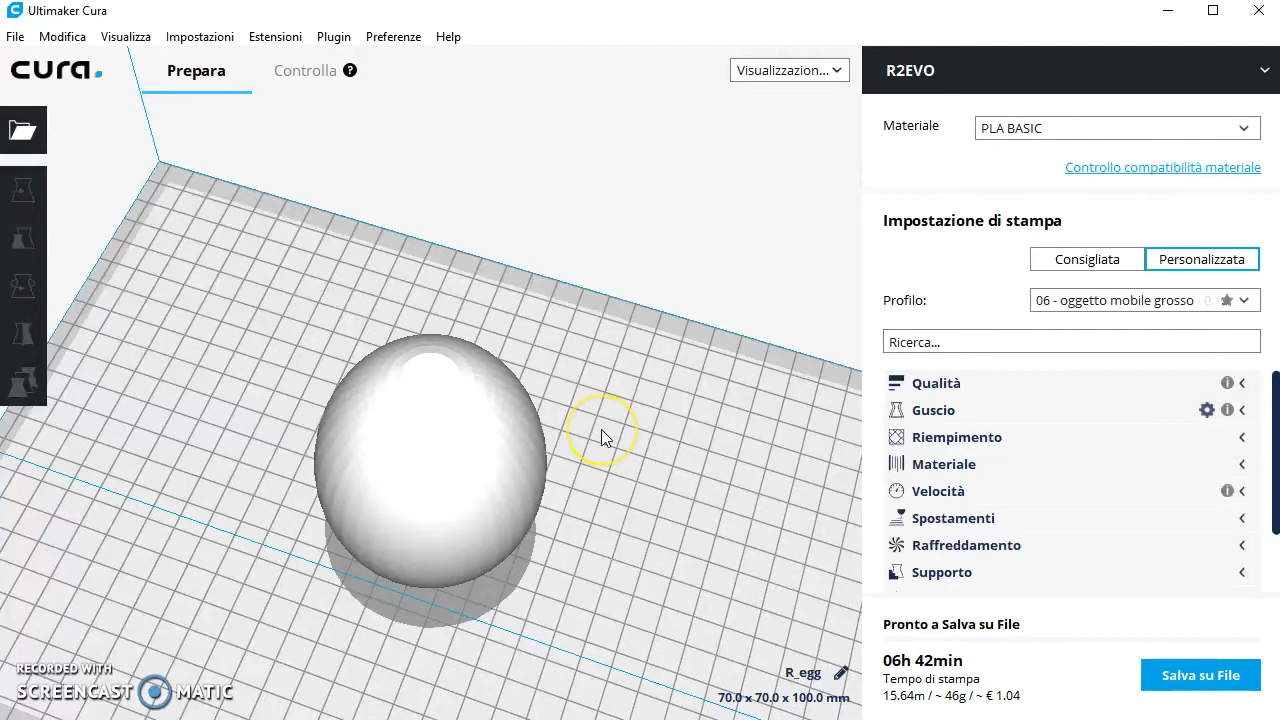 Ultimaker Cura
File Modifica Visualizza Impostazioni Estensioni Plugin Preferenze Help
cura. Prepara Controlla ? Visualizzazion... R2EVO
Materiale PLA BASIC
Controllo compatibilità materiale
Impostazione di stampa
Consigliata Personalizzata
Profilo: 06 - oggetto mobile grosso
Ricerca...
Qualità
Guscio
Riempimento
Materiale
Velocità
Spostamenti
Raffreddamento
Supporto
Pronto a Salva su File
06h 42min
Tempo di stampa
15.64m / ~ 46g / ~ € 1.04
Salva su File
R_egg
70.0 x 70.0 x 100.0 mm
RECORDED WITH
SCREENCAST MATIC